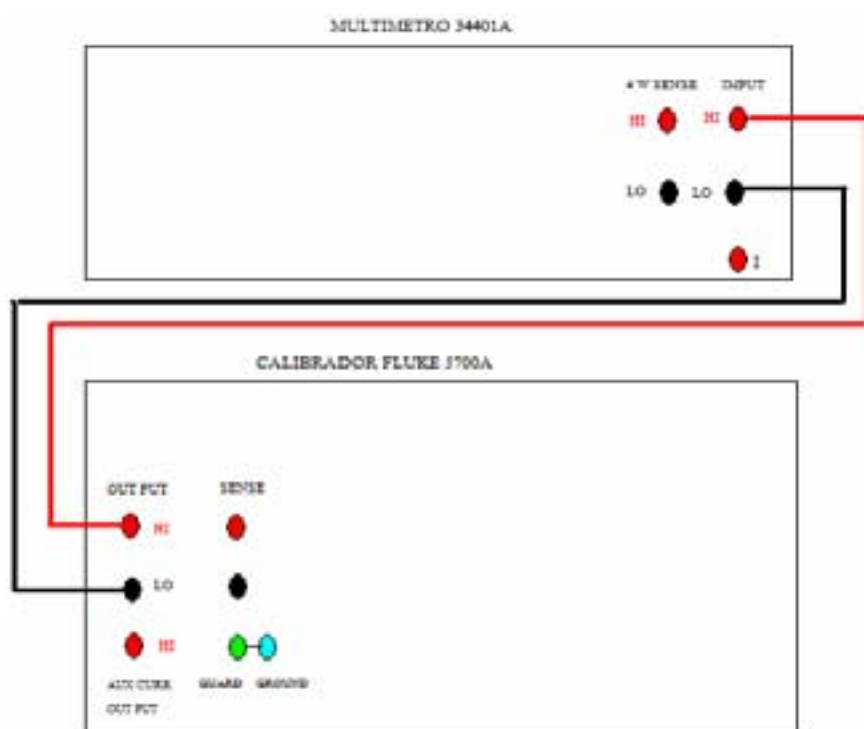 MULTIMETRO 34401A
4 W SENSE INPUT
HI HI
LO LO
I
CALIBRADOR FLUKE 5700A
OUT PUT SENSE
HI
LO
HI
AUX CURR GUARD GROUND
OUT PUT